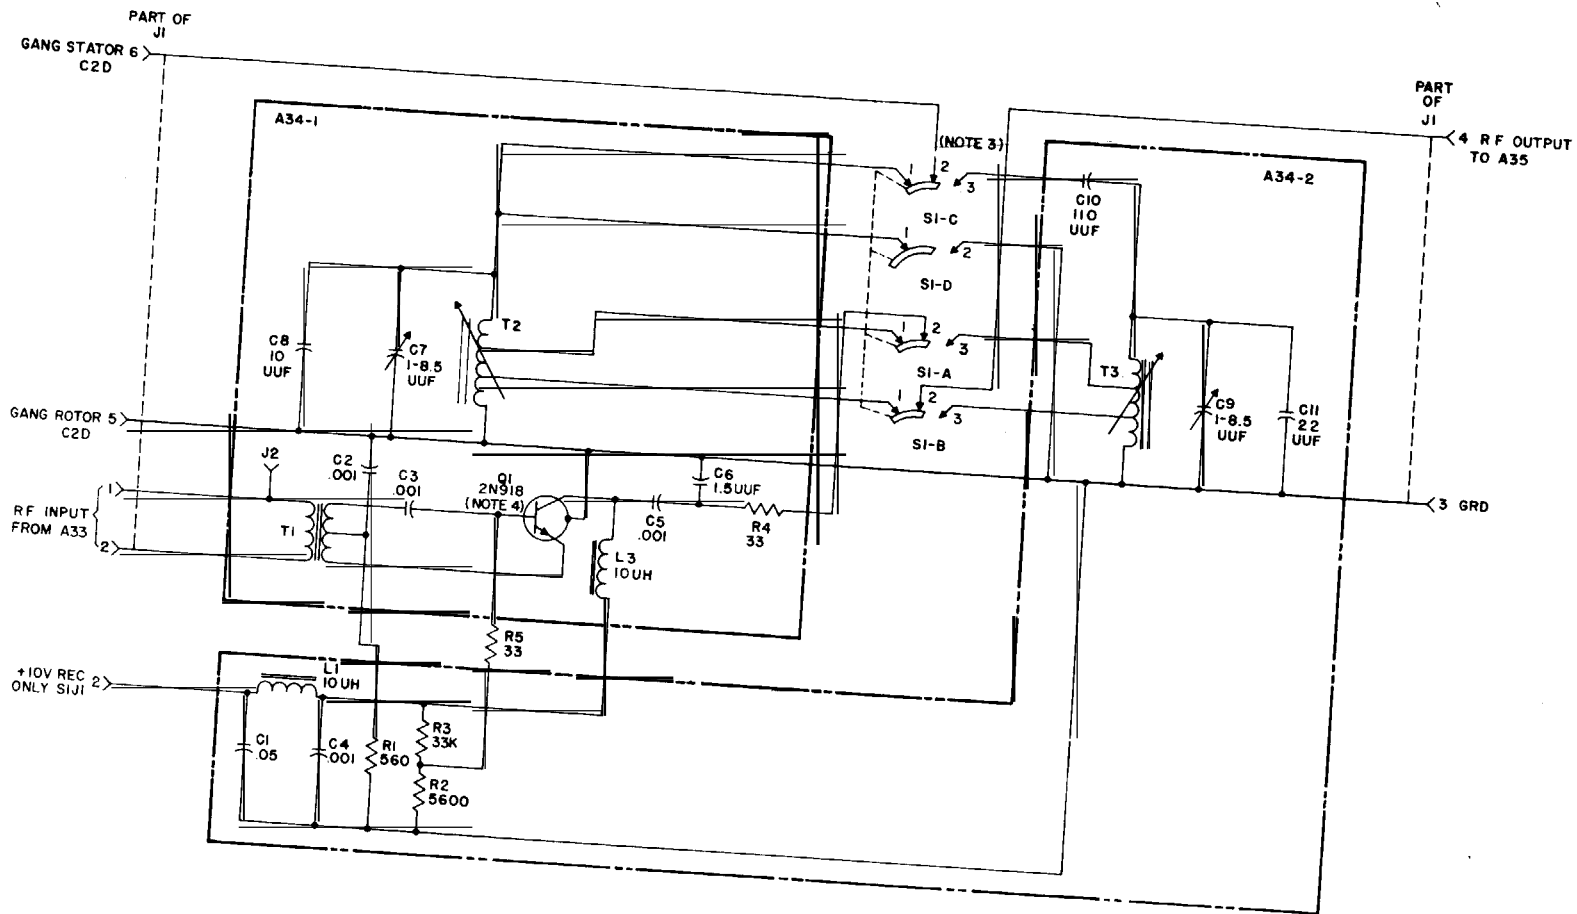 PART OF
J1
GANG STATOR 6
C2D
PART
OF
J1
4 RF OUTPUT
TO A35
A34-1
(NOTE 3)
A34-2
1
2
3
S1-C
C10
110
UUF
1
2
S1-D
T2
C8
10
UUF
C7
1-8.5
UUF
1
2
3
S1-A
T3
1
2
3
S1-B
C9
1-8.5
UUF
C11
22
UUF
GANG ROTOR 5
C2D
J2
C2
.001
C3
.001
Q1
2N918
(NOTE 4)
C6
1.5UUF
1
RF INPUT
FROM A33
2
T1
C5
.001
R4
33
3 GRD
L3
10UH
R5
33
+10V REC
ONLY S1J1
2
L1
10UH
C1
.05
C4
.001
R1
560
R3
33K
R2
5600